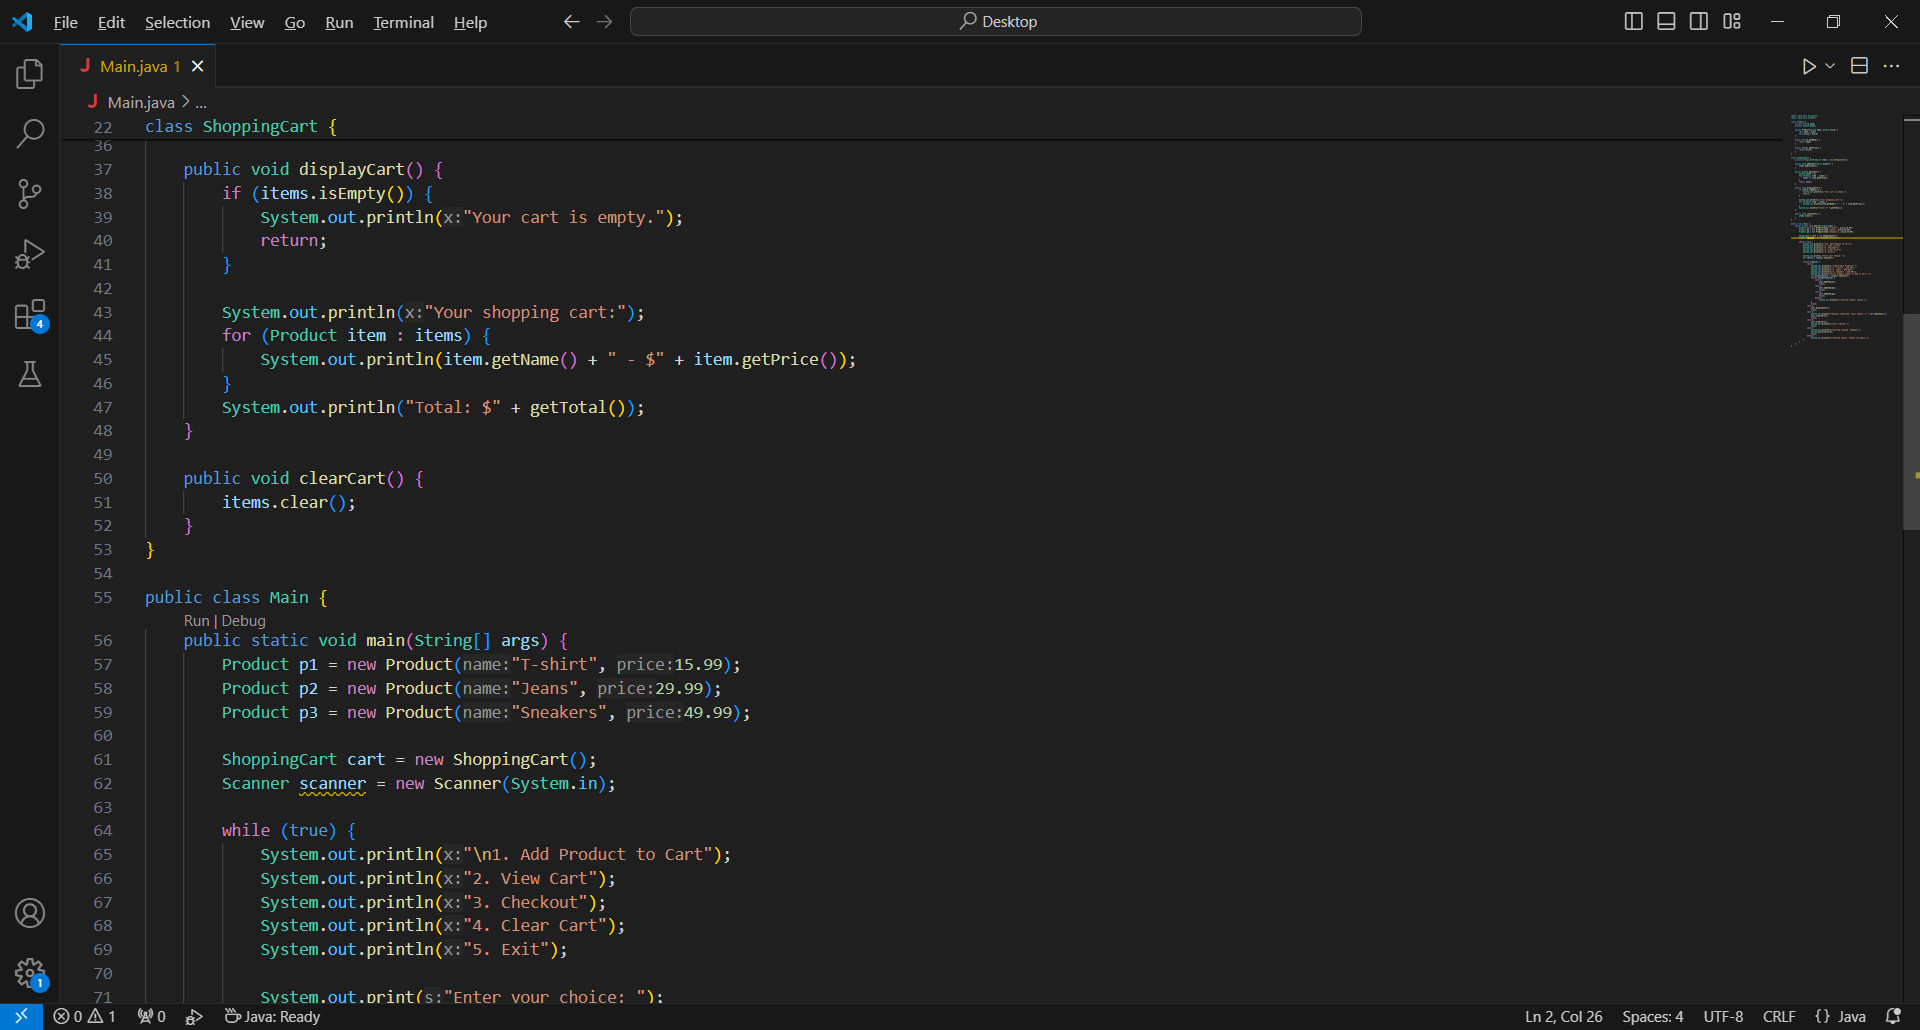 File Edit Selection View Go Run Terminal Help Desktop
J Main.java 1
J Main.java > ...
22 class ShoppingCart {
36
37 public void displayCart() {
38 if (items.isEmpty()) {
39 System.out.println(x:"Your cart is empty.");
40 return;
41 }
42
43 System.out.println(x:"Your shopping cart:");
44 for (Product item : items) {
45 System.out.println(item.getName() + " - $" + item.getPrice());
46 }
47 System.out.println("Total: $" + getTotal());
48 }
49
50 public void clearCart() {
51 items.clear();
52 }
53 }
54
55 public class Main {
Run | Debug
56 public static void main(String[] args) {
57 Product p1 = new Product(name:"T-shirt", price:15.99);
58 Product p2 = new Product(name:"Jeans", price:29.99);
59 Product p3 = new Product(name:"Sneakers", price:49.99);
60
61 ShoppingCart cart = new ShoppingCart();
62 Scanner scanner = new Scanner(System.in);
63
64 while (true) {
65 System.out.println(x:"\n1. Add Product to Cart");
66 System.out.println(x:"2. View Cart");
67 System.out.println(x:"3. Checkout");
68 System.out.println(x:"4. Clear Cart");
69 System.out.println(x:"5. Exit");
70
71 System.out.print(s:"Enter your choice: ");
4
1
0 1 0 Java: Ready Ln 2, Col 26 Spaces: 4 UTF-8 CRLF {} Java